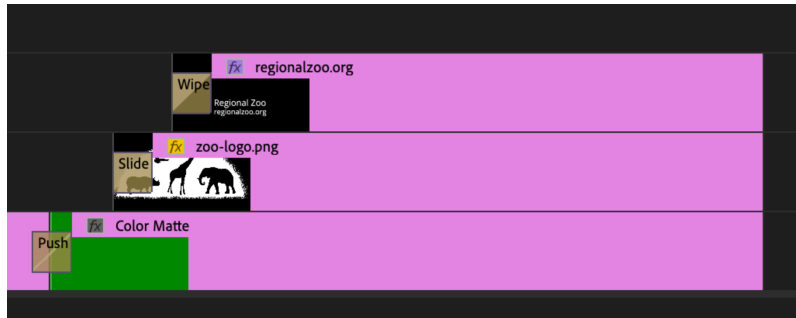 fx regionalzoo.org
Wipe
Regional Zoo
regionalzoo.org
fx zoo-logo.png
Slide
fx Color Matte
Push